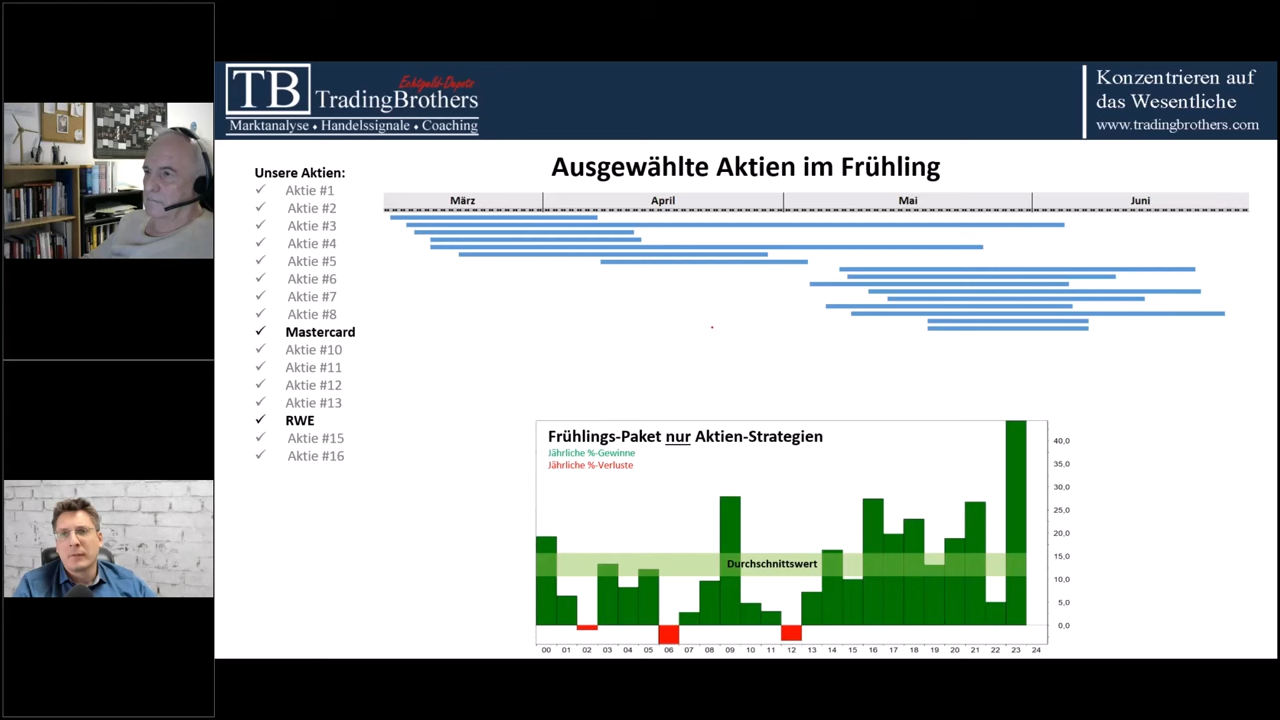 TB
Echtgeld-Depots
TradingBrothers
Marktanalyse ♦ Handelssignale ♦ Coaching
Konzentrieren auf
das Wesentliche
www.tradingbrothers.com
Ausgewählte Aktien im Frühling
Unsere Aktien:
✓ Aktie #1
✓ Aktie #2
✓ Aktie #3
✓ Aktie #4
✓ Aktie #5
✓ Aktie #6
✓ Aktie #7
✓ Aktie #8
✓ Mastercard
✓ Aktie #10
✓ Aktie #11
✓ Aktie #12
✓ Aktie #13
✓ RWE
✓ Aktie #15
✓ Aktie #16
März April Mai Juni
Frühlings-Paket nur Aktien-Strategien
Jährliche %-Gewinne
Jährliche %-Verluste
Durchschnittswert
40,0
35,0
30,0
25,0
20,0
15,0
10,0
5,0
0,0
00 01 02 03 04 05 06 07 08 09 10 11 12 13 14 15 16 17 18 19 20 21 22 23 24